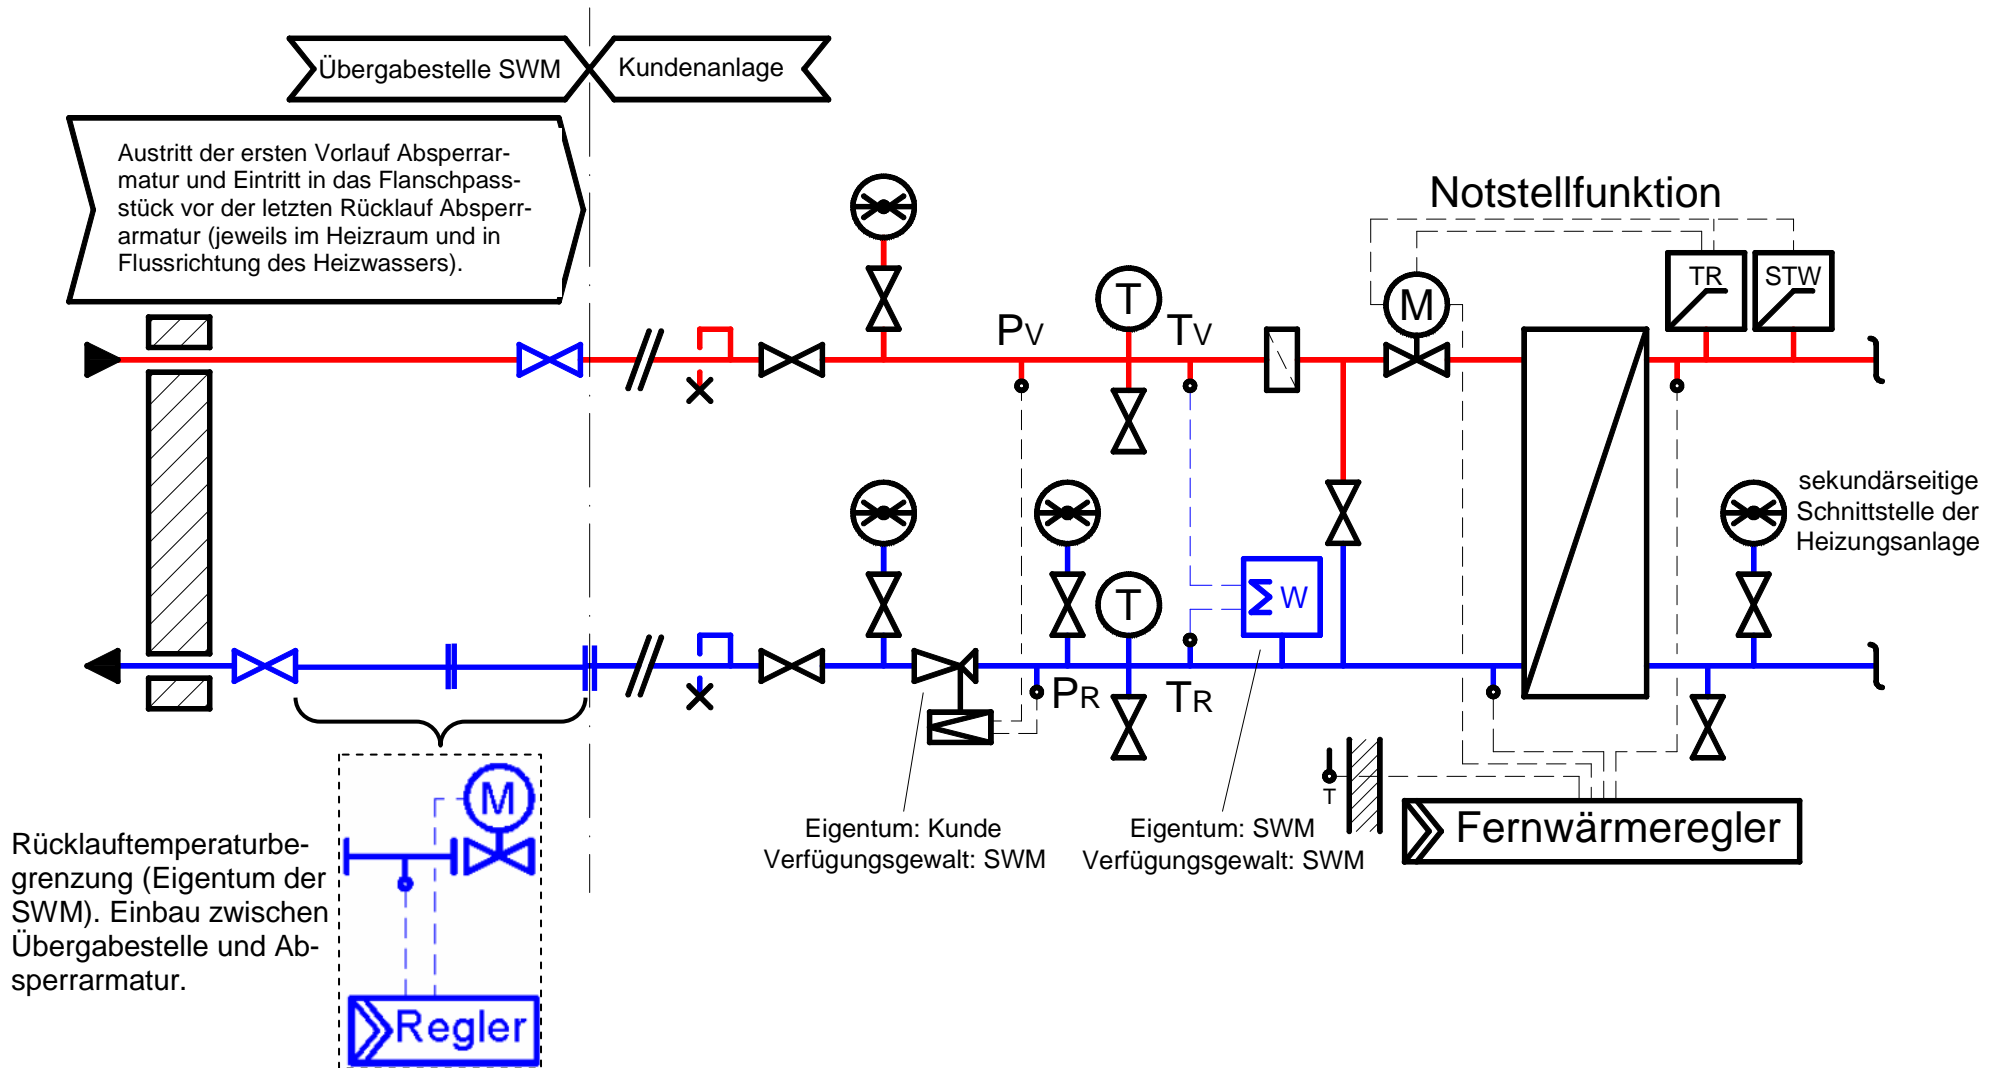 Übergabestelle SWM
Kundenanlage
Austritt der ersten Vorlauf Absperrar-
matur und Eintritt in das Flanschpass-
stück vor der letzten Rücklauf Absperr-
armatur (jeweils im Heizraum und in
Flussrichtung des Heizwassers).
Notstellfunktion
TR
STW
M
T
PV
TV
sekundärseitige
Schnittstelle der
Heizungsanlage
Σ W
T
PR
TR
T
Fernwärmeregler
Eigentum: Kunde
Verfügungsgewalt: SWM
Eigentum: SWM
Verfügungsgewalt: SWM
M
Rücklauftemperaturbe-
grenzung (Eigentum der
SWM). Einbau zwischen
Übergabestelle und Ab-
sperrarmatur.
Regler